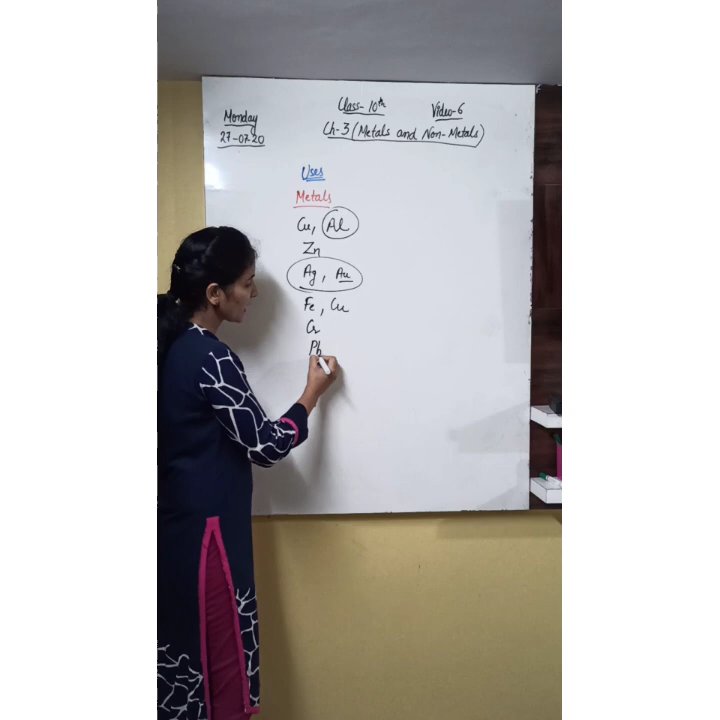 Class-10th Video-6
Monday
27-07-20
Ch-3 (Metals and Non-Metals)
Uses
Metals
Cu, Al
Zn
Ag, Au
Fe, Cu
Cr
Pb